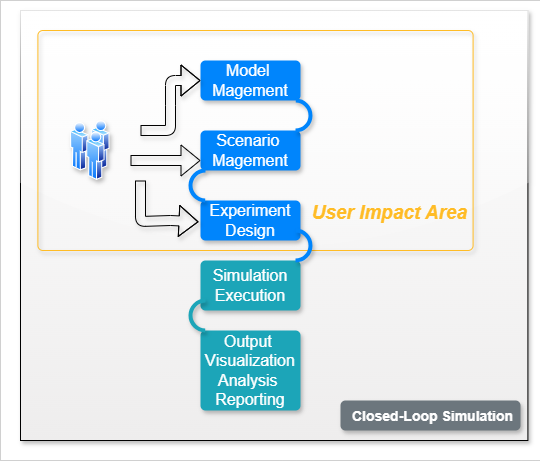 Model
Magement
Scenario
Magement
Experiment
Design
User Impact Area
Simulation
Execution
Output
Visualization
Analysis
Reporting
Closed-Loop Simulation